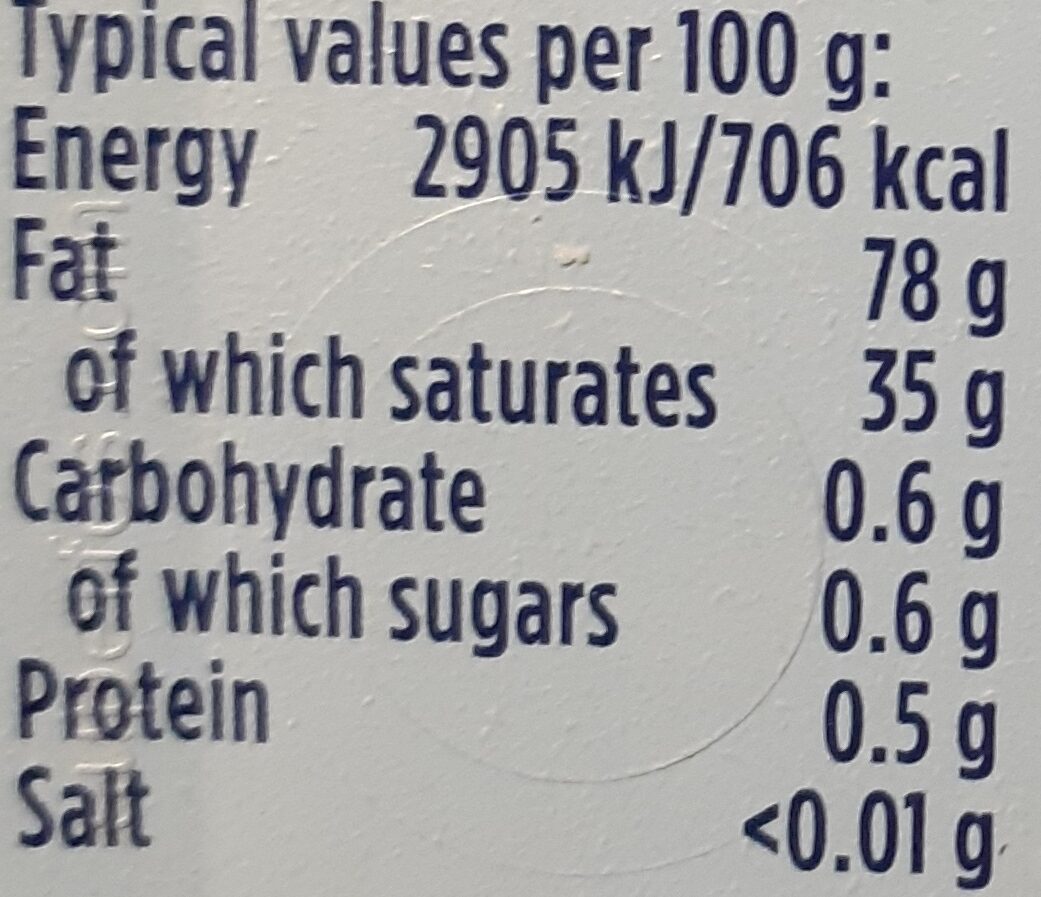 Typical values per 100 g:
Energy 2905 kJ/706 kcal
Fat 78 g
of which saturates 35 g
Carbohydrate 0.6 g
of which sugars 0.6 g
Protein 0.5 g
Salt <0.01 g